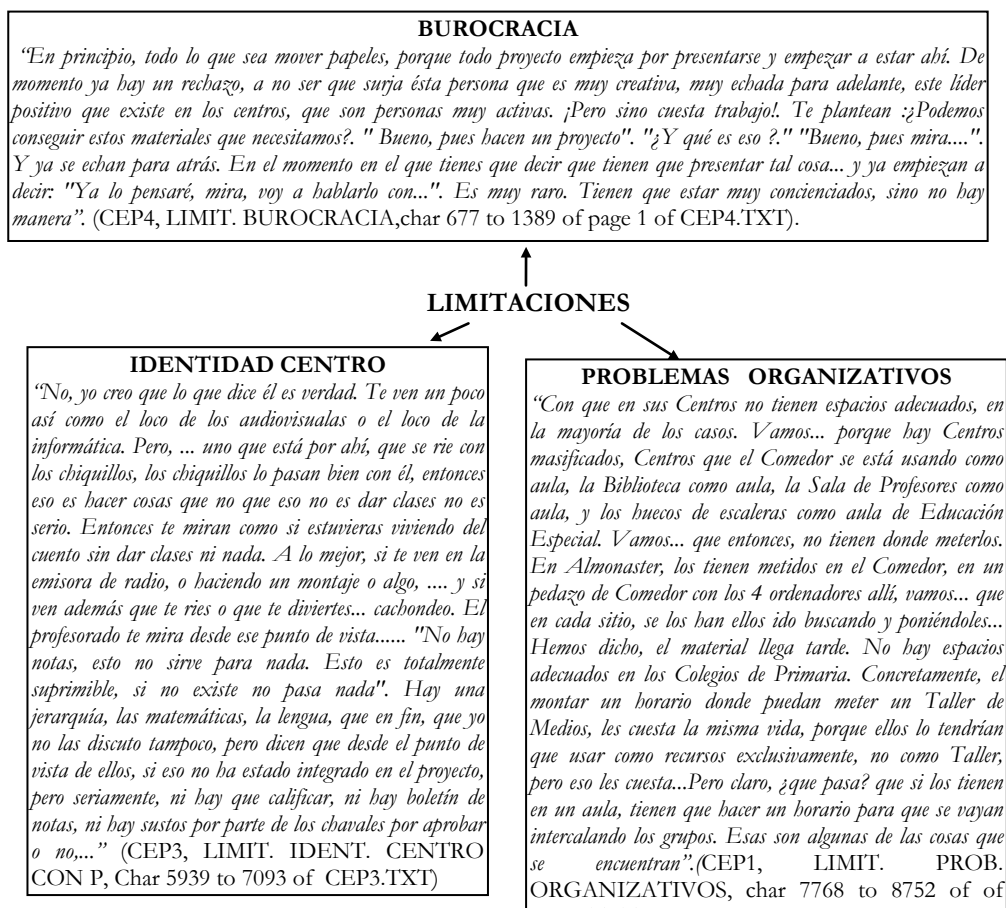 BUROCRACIA
“En principio, todo lo que sea mover papeles, porque todo proyecto empieza por presentarse y empezar a estar ahí. De
momento ya hay un rechazo, a no ser que surja ésta persona que es muy creativa, muy echada para adelante, este líder
positivo que existe en los centros, que son personas muy activas. ¡Pero sino cuesta trabajo!. Te plantean :¿Podemos
conseguir estos materiales que necesitamos?. " Bueno, pues hacen un proyecto". "¿Y qué es eso ?." "Bueno, pues mira....".
Y ya se echan para atrás. En el momento en el que tienes que decir que tienen que presentar tal cosa... y ya empiezan a
decir: "Ya lo pensaré, mira, voy a hablarlo con...". Es muy raro. Tienen que estar muy concienciados, sino no hay
manera”. (CEP4, LIMIT. BUROCRACIA,char 677 to 1389 of page 1 of CEP4.TXT).
LIMITACIONES
IDENTIDAD CENTRO
“No, yo creo que lo que dice él es verdad. Te ven un poco
así como el loco de los audiovisualas o el loco de la
informática. Pero, ... uno que está por ahí, que se rie con
los chiquillos, los chiquillos lo pasan bien con él, entonces
eso es hacer cosas que no que eso no es dar clases no es
serio. Entonces te miran como si estuvieras viviendo del
cuento sin dar clases ni nada. A lo mejor, si te ven en la
emisora de radio, o haciendo un montaje o algo, .... y si
ven además que te ries o que te diviertes... cachondeo. El
profesorado te mira desde ese punto de vista...... "No hay
notas, esto no sirve para nada. Esto es totalmente
suprimible, si no existe no pasa nada". Hay una
jerarquía, las matemáticas, la lengua, que en fin, que yo
no las discuto tampoco, pero dicen que desde el punto de
vista de ellos, si eso no ha estado integrado en el proyecto,
pero seriamente, ni hay que calificar, ni hay boletín de
notas, ni hay sustos por parte de los chavales por aprobar
o no,...” (CEP3, LIMIT. IDENT. CENTRO
CON P, Char 5939 to 7093 of CEP3.TXT)
PROBLEMAS ORGANIZATIVOS
“Con que en sus Centros no tienen espacios adecuados, en
la mayoría de los casos. Vamos... porque hay Centros
masificados, Centros que el Comedor se está usando como
aula, la Biblioteca como aula, la Sala de Profesores como
aula, y los huecos de escaleras como aula de Educación
Especial. Vamos... que entonces, no tienen donde meterlos.
En Almonaster, los tienen metidos en el Comedor, en un
pedazo de Comedor con los 4 ordenadores allí, vamos... que
en cada sitio, se los han ellos ido buscando y poniéndoles...
Hemos dicho, el material llega tarde. No hay espacios
adecuados en los Colegios de Primaria. Concretamente, el
montar un horario donde puedan meter un Taller de
Medios, les cuesta la misma vida, porque ellos lo tendrían
que usar como recursos exclusivamente, no como Taller,
pero eso les cuesta...Pero claro, ¿que pasa? que si los tienen
en un aula, tienen que hacer un horario para que se vayan
intercalando los grupos. Esas son algunas de las cosas que
se encuentran”.(CEP1, LIMIT. PROB.
ORGANIZATIVOS, char 7768 to 8752 of of